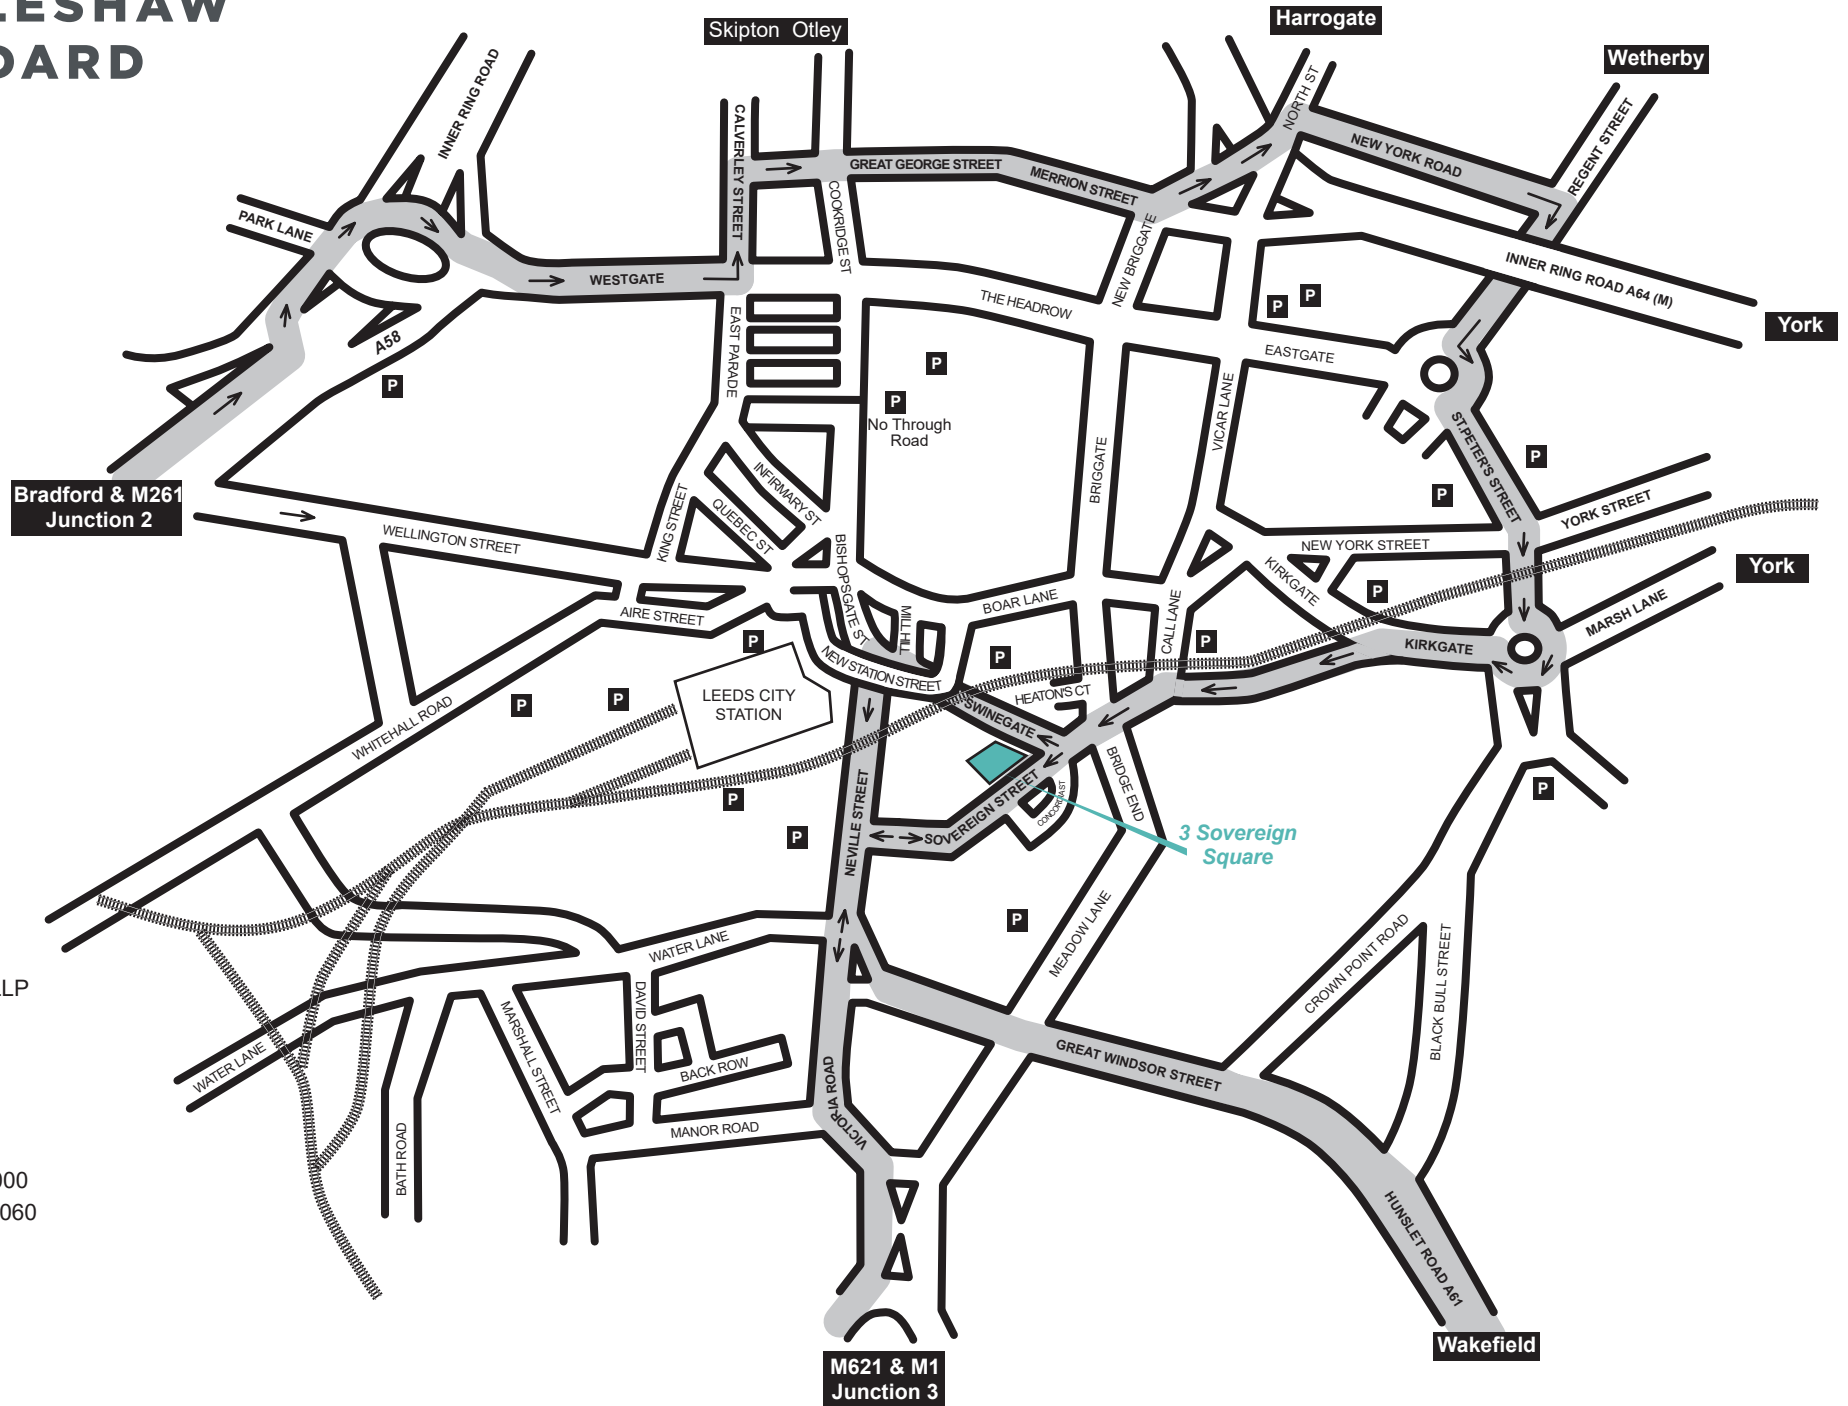 LESHAW
OARD
Skipton Otley
Harrogate
Wetherby
INNER RING ROAD
CALVERLEY STREET
NORTH ST
NEW YORK ROAD
REGENT STREET
GREAT GEORGE STREET
MERRION STREET
PARK LANE
COOKRIDGE ST
NEW BRIGGATE
WESTGATE
THE HEADROW
INNER RING ROAD A64 (M)
P
P
York
EAST PARADE
A58
EASTGATE
P
P
P
No Through
Road
VICAR LANE
ST.PETER'S STREET
BRIGGATE
P
P
Bradford & M261
Junction 2
INFIRMARY ST
QUEBEC ST
KING STREET
YORK STREET
WELLINGTON STREET
BISHOPSGATE ST
NEW YORK STREET
KIRKGATE
York
P
AIRE STREET
MILL HILL
BOAR LANE
CALL LANE
MARSH LANE
P
P
P
KIRKGATE
NEW STATION STREET
LEEDS CITY
STATION
HEATON'S CT
SWINEGATE
P
P
WHITEHALL ROAD
BRIDGE END
P
P
P
NEVILLE STREET
SOVEREIGN STREET
CONCORDIA ST
3 Sovereign
Square
P
WATER LANE
MEADOW LANE
CROWN POINT ROAD
BLACK BULL STREET
LLP
DAVID STREET
MARSHALL STREET
WATER LANE
BACK ROW
GREAT WINDSOR STREET
VICTORIA ROAD
MANOR ROAD
BATH ROAD
000
060
HUNSLET ROAD A61
Wakefield
M621 & M1
Junction 3